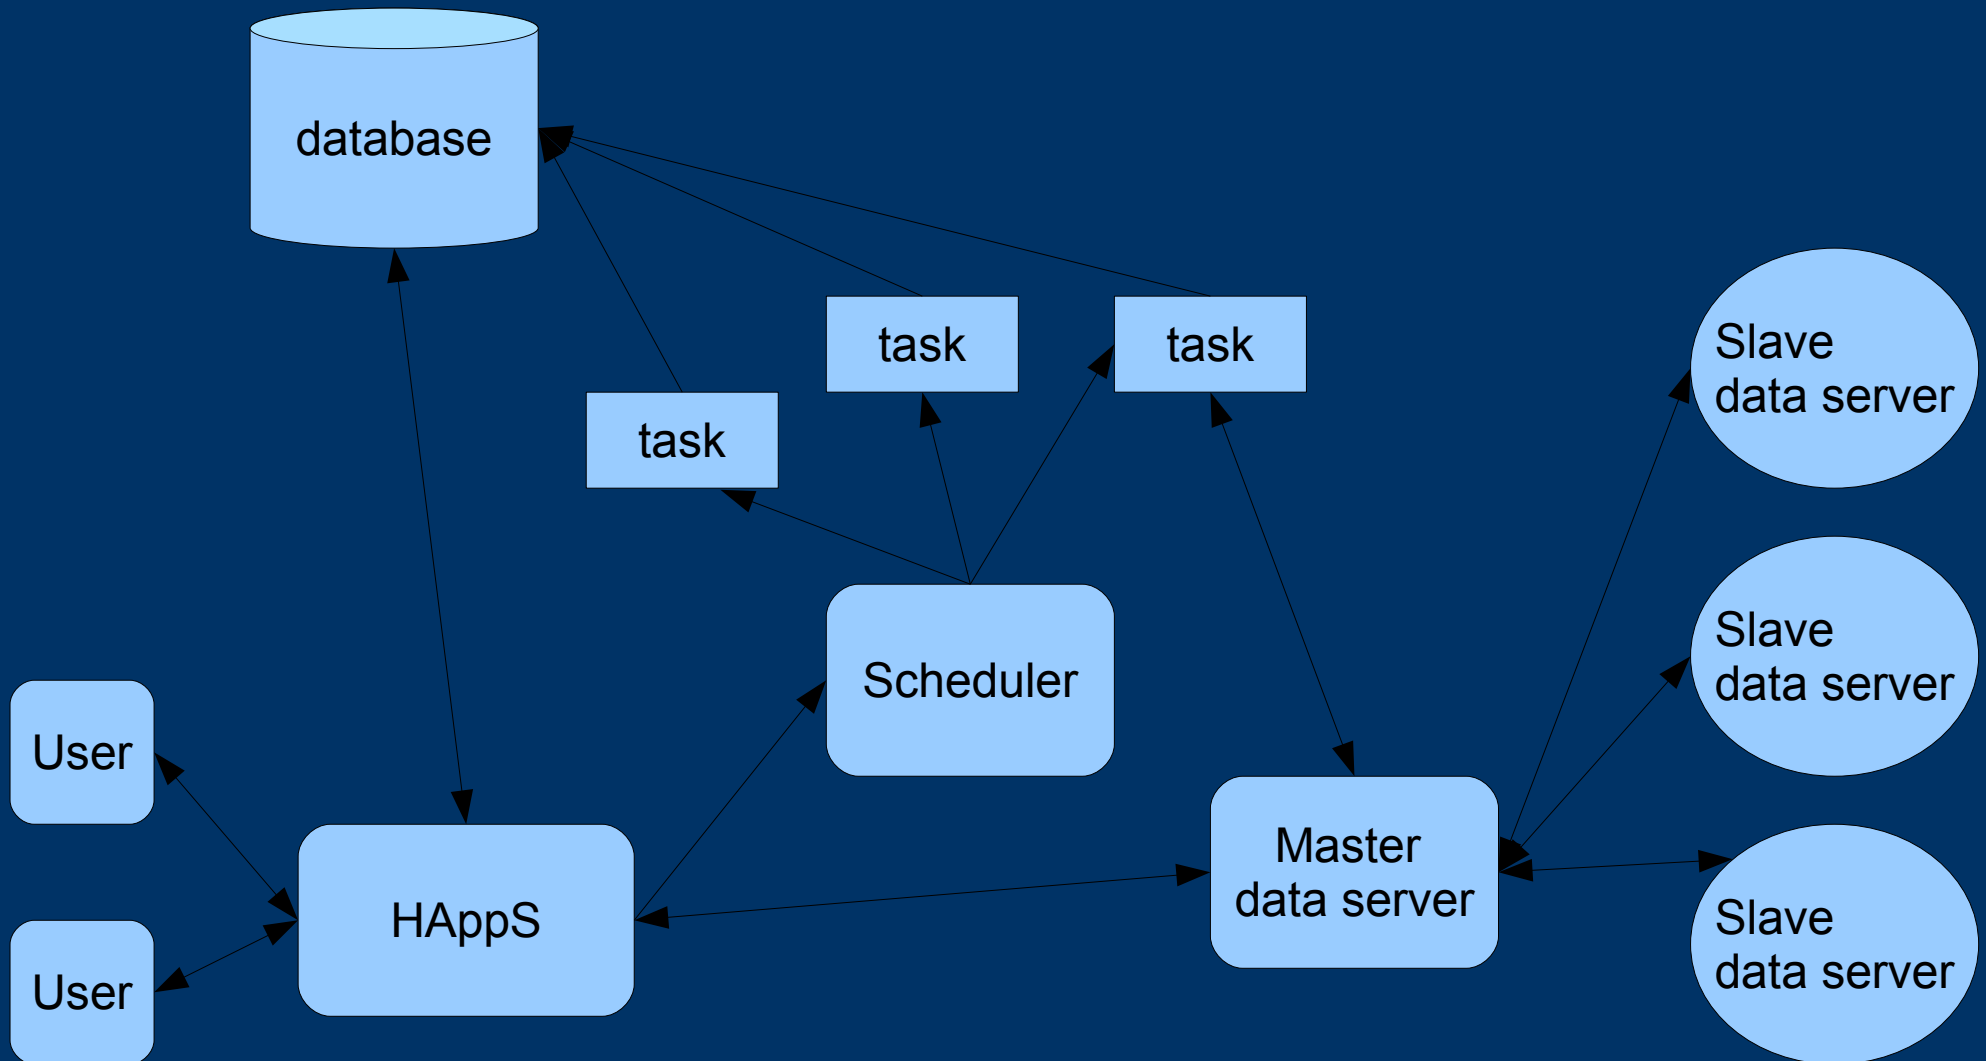 database
task
task
task
Slave
data server
Slave
data server
Scheduler
User
Master
data server
HAppS
Slave
data server
User